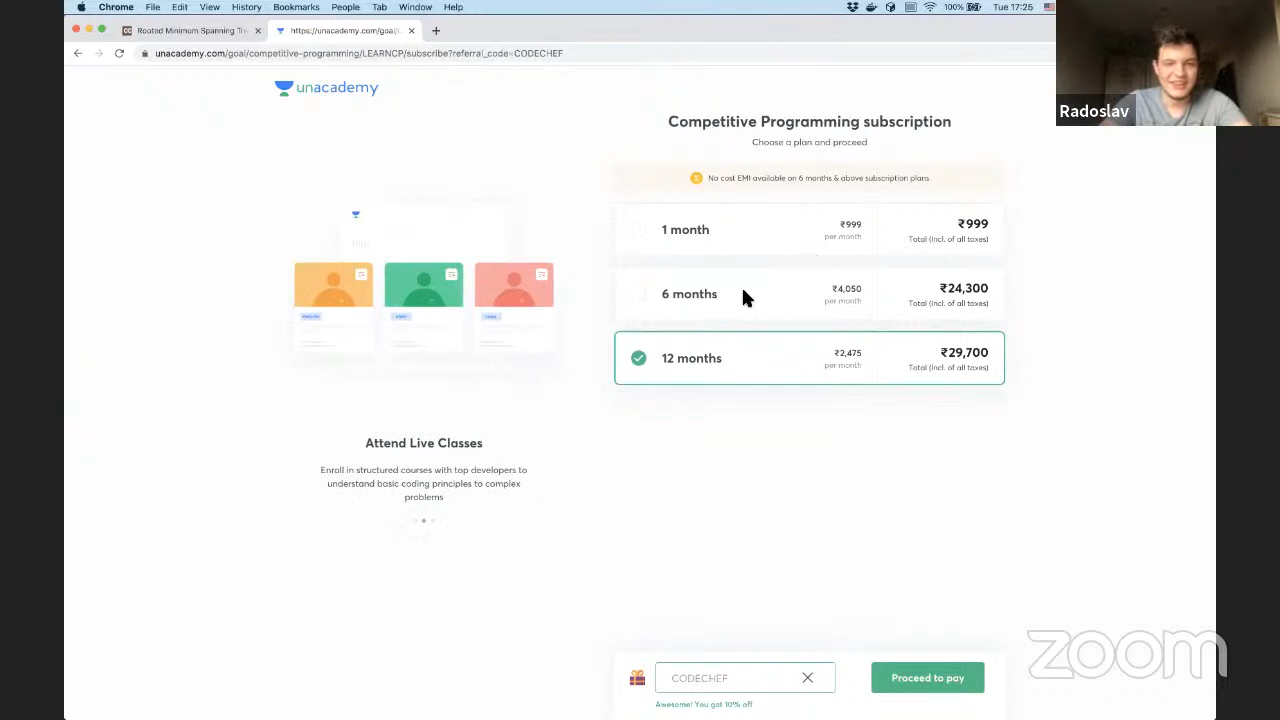 Chrome File Edit View History Bookmarks People Tab Window Help
100% Tue 17:25
Rooted Minimum Spanning Tre
https://unacademy.com/goal/
unacademy.com/goal/competitive-programming/LEARNCP/subscribe?referral_code=CODECHEF
Radoslav
unacademy
Competitive Programming subscription
Choose a plan and proceed
No cost EMI available on 6 months & above subscription plans
1 month
₹999
per month
₹999
Total (Incl. of all taxes)
6 months
₹4,050
per month
₹24,300
Total (Incl. of all taxes)
12 months
₹2,475
per month
₹29,700
Total (Incl. of all taxes)
Plus
Attend Live Classes
Enroll in structured courses with top developers to
understand basic coding principles to complex
problems
CODECHEF
Proceed to pay
Awesome! You got 10% off
zoom